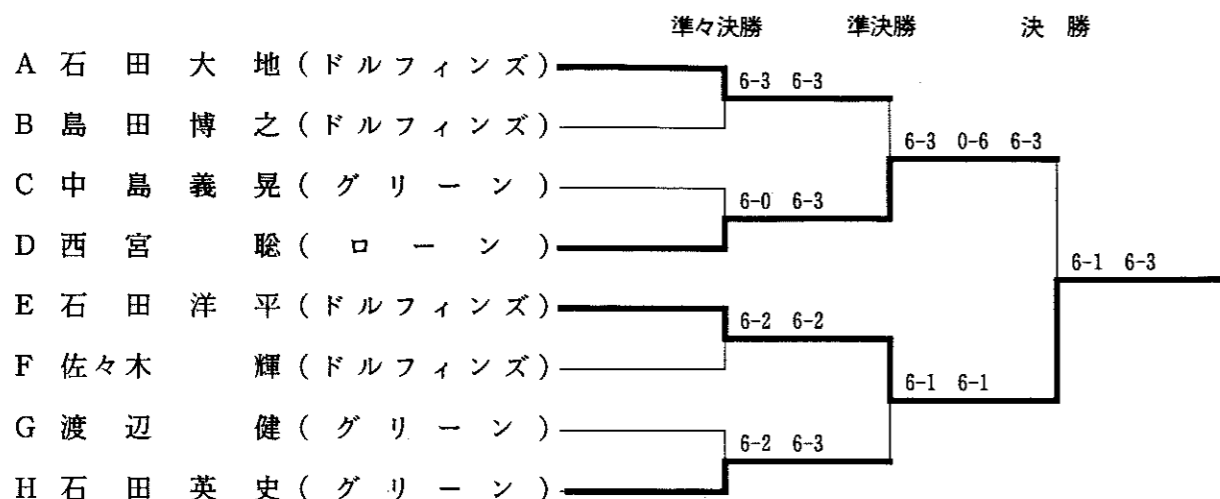 準々決勝 準決勝 決 勝
A 石田大地(ドルフィンズ)
6-3 6-3
B 島田博之(ドルフィンズ)
6-3 0-6 6-3
C 中島義晃(グリーン)
6-0 6-3
D 西宮聡(ローン)
6-1 6-3
E 石田洋平(ドルフィンズ)
6-2 6-2
F 佐々木輝(ドルフィンズ)
6-1 6-1
G 渡辺健(グリーン)
6-2 6-3
H 石田英史(グリーン)